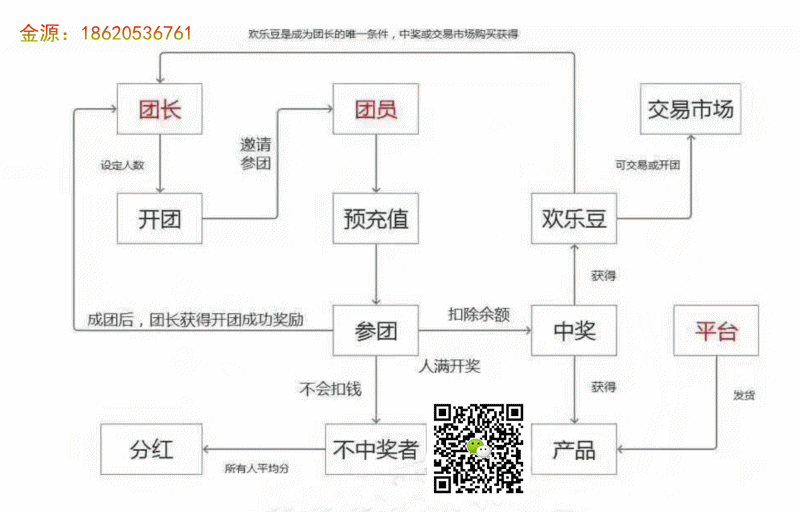 金源：18620536761
欢乐豆是成为团长的唯一条件，中奖或交易市场购买获得
团长
团员
交易市场
设定人数
邀请
参团
可交易或开团
开团
预充值
欢乐豆
获得
成团后，团长获得开团成功奖励
参团
扣除余额
中奖
平台
人满开奖
不会扣钱
获得
发货
分红
不中奖者
产品
所有人平均分